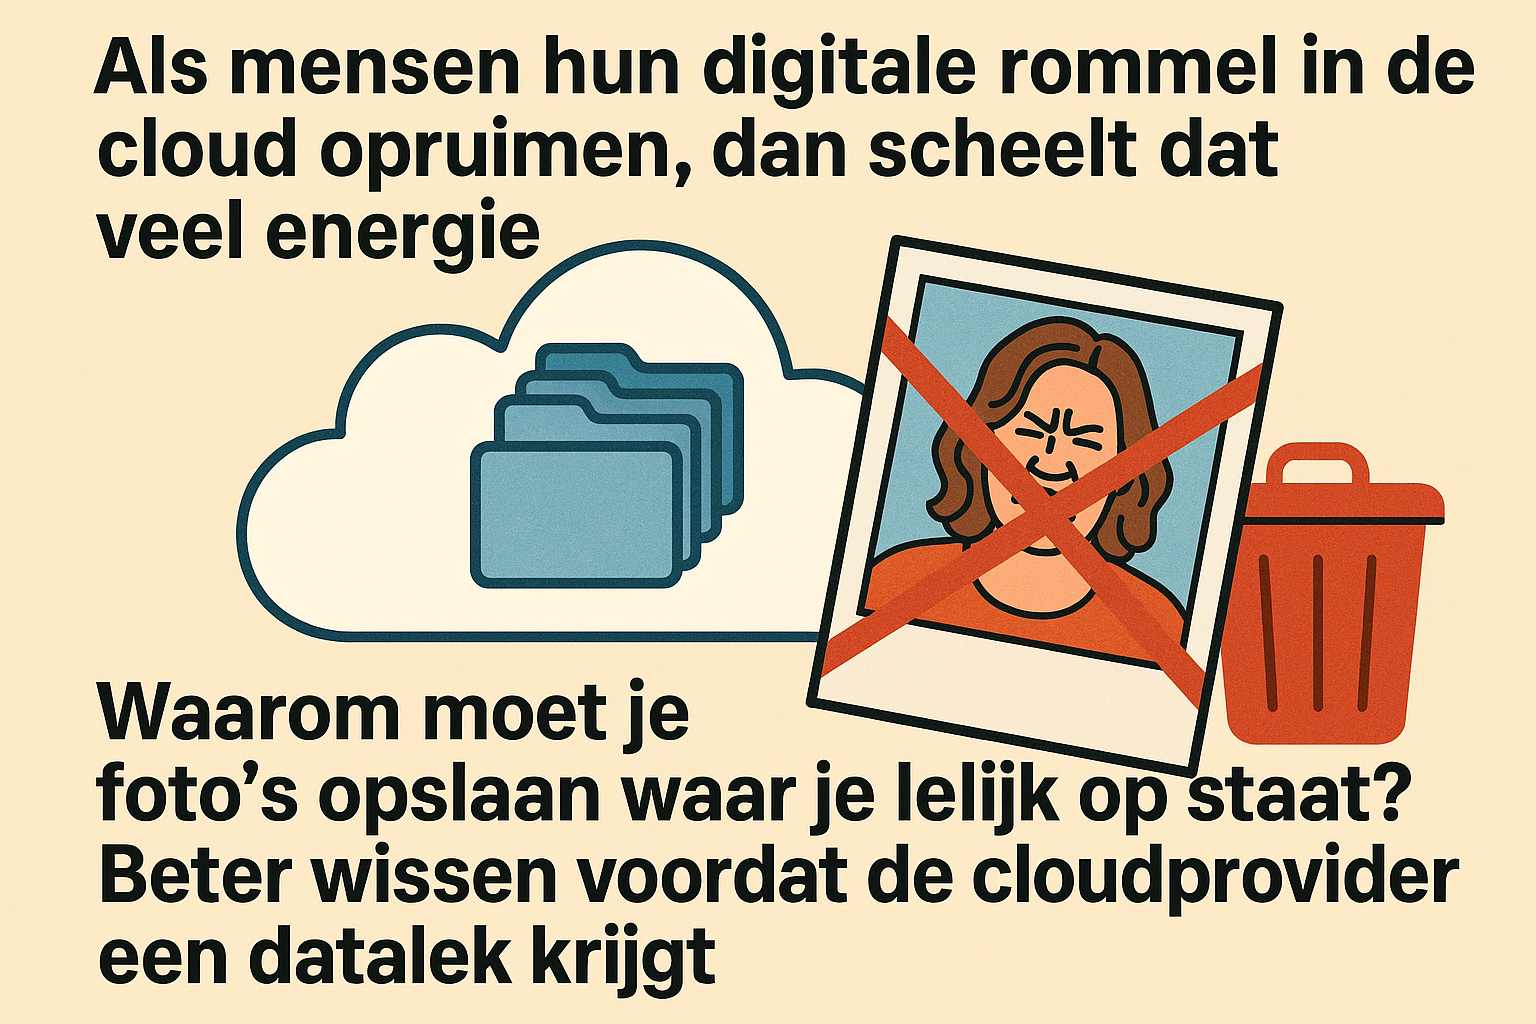 Als mensen hun digitale rommel in de
cloud opruimen, dan scheelt dat
veel energie
Waarom moet je
foto's opslaan waar je lelijk op staat?
Beter wissen voordat de cloudprovider
een datalek krijgt